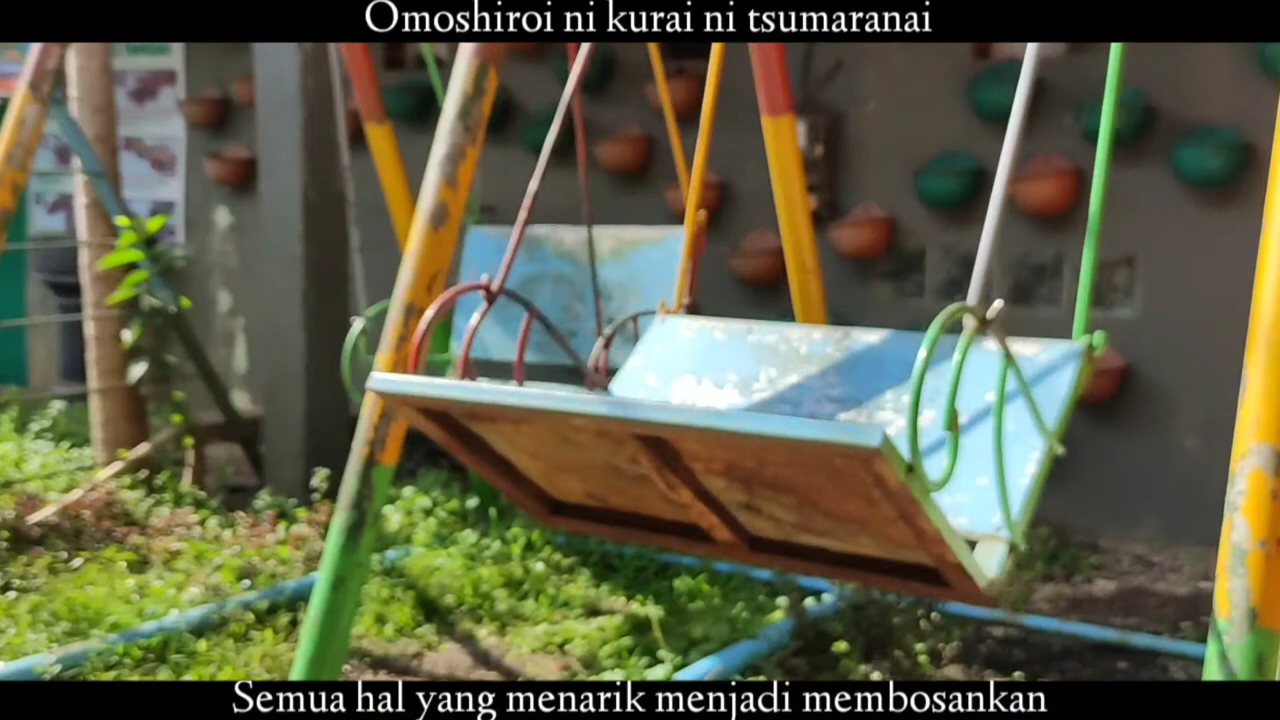 Omoshiroi ni kurai ni tsumaranai
Semua hal yang menarik menjadi membosankan